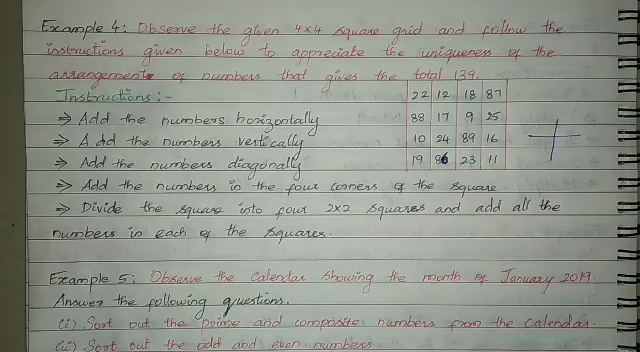 Example 4: Observe the given 4x4 square grid and follow the
instructions given below to appreciate the uniqueness of the
arrangements of numbers that gives the total 139.
Instructions:-
22 12 18 87
⇒ Add the numbers horizontally
88 17 9 25
⇒ Add the numbers vertically
10 24 89 16
⇒ Add the numbers diagonally
19 86 23 11
⇒ Add the numbers in the four corners of the square.
⇒ Divide the square into four 2x2 squares and add all the
numbers in each of the squares.
Example 5: Observe the Calendar showing the month of January 2019.
Answer the following questions.
(i) Sort out the prime and composite numbers from the calendar.
(ii) Sort out the odd and even numbers